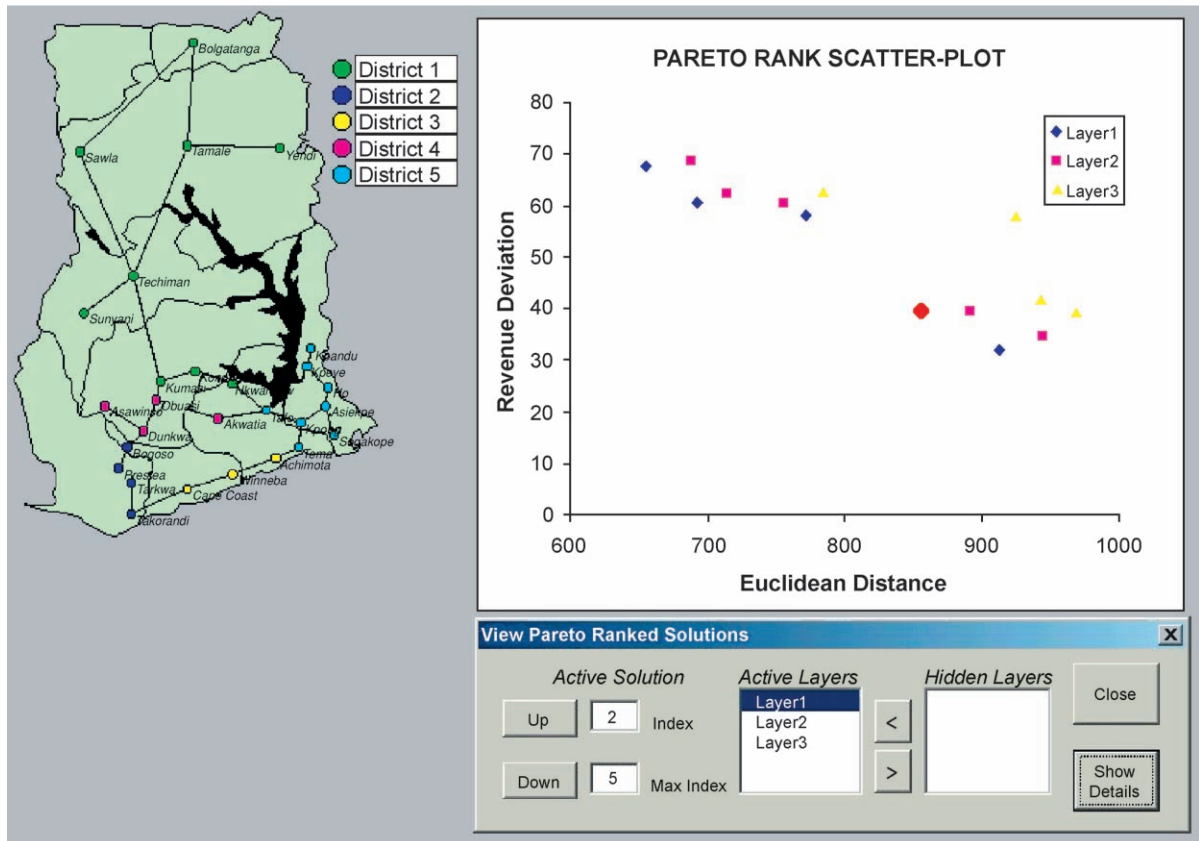 Bolgatanga
District 1
District 2
District 3
District 4
District 5
Sawla
Tamale
Yendi
Techiman
Sunyani
Kpandu
Kpeye
Kumasi
Ho
Obuasi
Asawinso
Akwatia
Asiekpe
Dunkwa
Sogakope
Bogoso
Tema
Achimota
Prestea
Winneba
Tarkwa
Cape Coast
Takorandi
PARETO RANK SCATTER-PLOT
Revenue Deviation
80
70
60
50
40
30
20
10
0
600
700
800
900
1000
Euclidean Distance
Layer1
Layer2
Layer3
View Pareto Ranked Solutions
X
Active Solution
Active Layers
Hidden Layers
Up
2
Index
Down
5
Max Index
Layer1
Layer2
Layer3
<
>
Close
Show
Details